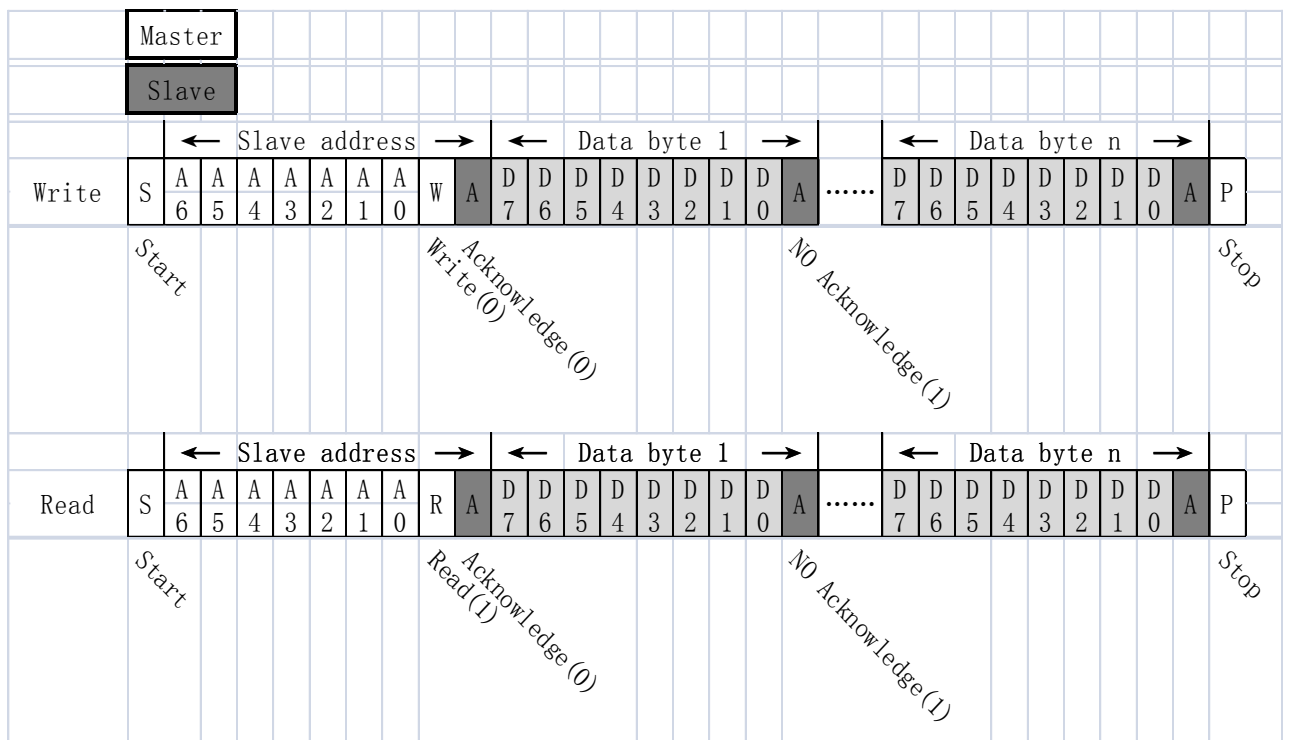 Master
Slave
Slave address Data byte 1 Data byte n
Write S A6 A5 A4 A3 A2 A1 A0 W A D7 D6 D5 D4 D3 D2 D1 D0 A …… D7 D6 D5 D4 D3 D2 D1 D0 A P
Start Write(0) Acknowledge(0) NO Acknowledge(1) Stop
Slave address Data byte 1 Data byte n
Read S A6 A5 A4 A3 A2 A1 A0 R A D7 D6 D5 D4 D3 D2 D1 D0 A …… D7 D6 D5 D4 D3 D2 D1 D0 A P
Start Read(1) Acknowledge(0) NO Acknowledge(1) Stop